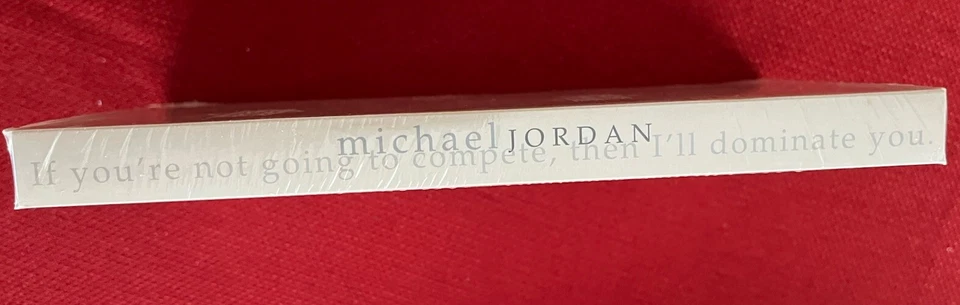 michael JORDAN
If you're not going to compete, then I'll dominate you.